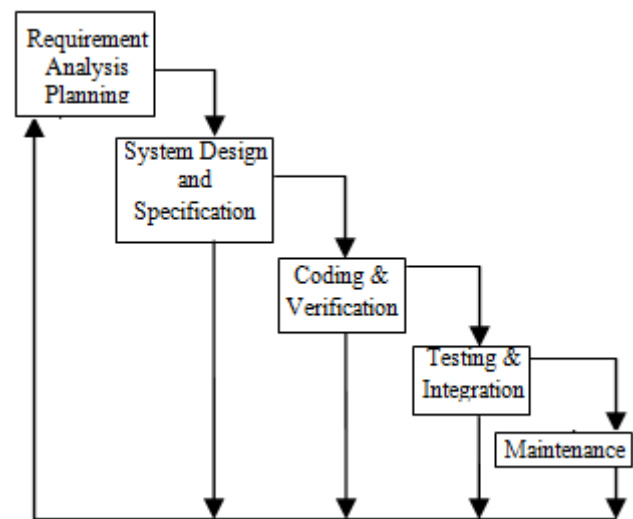 Requirement
Analysis
Planning
System Design
and
Specification
Coding &
Verification
Testing &
Integration
Maintenance